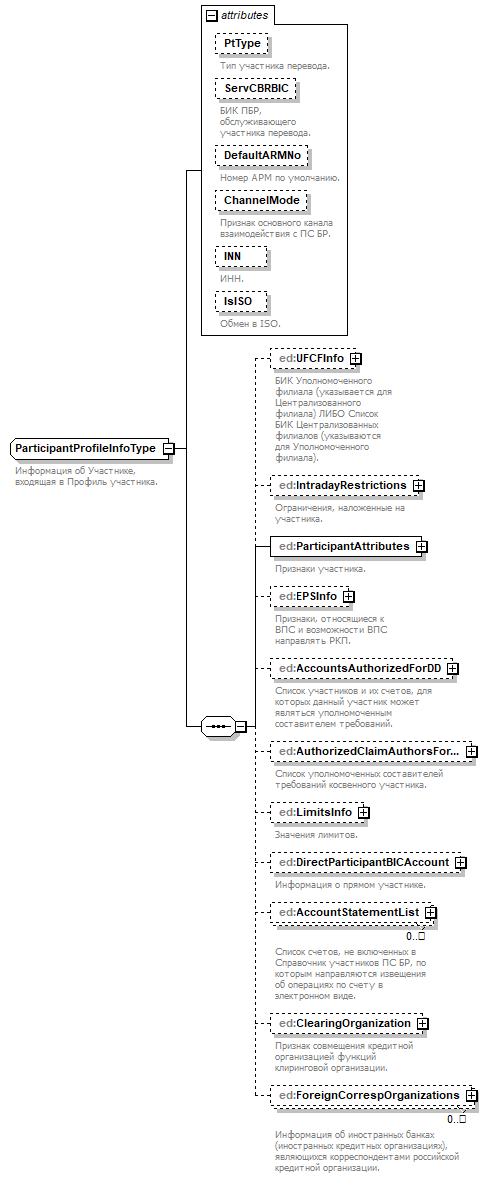 attributes
PtType
Тип участника перевода.
ServCBRBIC
БИК ПБР,
обслуживающего
участника перевода.
DefaultARMNo
Номер АРМ по умолчанию.
ChannelMode
Признак основного канала
взаимодействия с ПС БР.
INN
ИНН.
IsISO
Обмен в ISO.
ParticipantProfileInfoType
Информация об Участнике,
входящая в Профиль участника.
ed:UFCFInfo
БИК Уполномоченного
филиала (указывается для
Централизованного
филиала) ЛИБО Список
БИК Централизованных
филиалов (указываются
для Уполномоченного
филиала).
ed:IntradayRestrictions
Ограничения, наложенные на
участника.
ed:ParticipantAttributes
Признаки участника.
ed:EPSInfo
Признаки, относящиеся к
ВПС и возможности ВПС
направлять РКП.
ed:AccountsAuthorizedForDD
Список участников и их счетов, для
которых данный участник может
являться уполномоченным
составителем требований.
ed:AuthorizedClaimAuthorsFor...
Список уполномоченных составителей
требований косвенного участника.
ed:LimitsInfo
Значения лимитов.
ed:DirectParticipantBICAccount
Информация о прямом участнике.
ed:AccountStatementList
0..□
Список счетов, не включенных в
Справочник участников ПС БР, по
которым направляются извещения
об операциях по счету в
электронном виде.
ed:ClearingOrganization
Признак совмещения кредитной
организацией функций
клиринговой организации.
ed:ForeignCorrespOrganizations
0..□
Информация об иностранных банках
(иностранных кредитных организациях),
являющихся корреспондентами российской
кредитной организации.